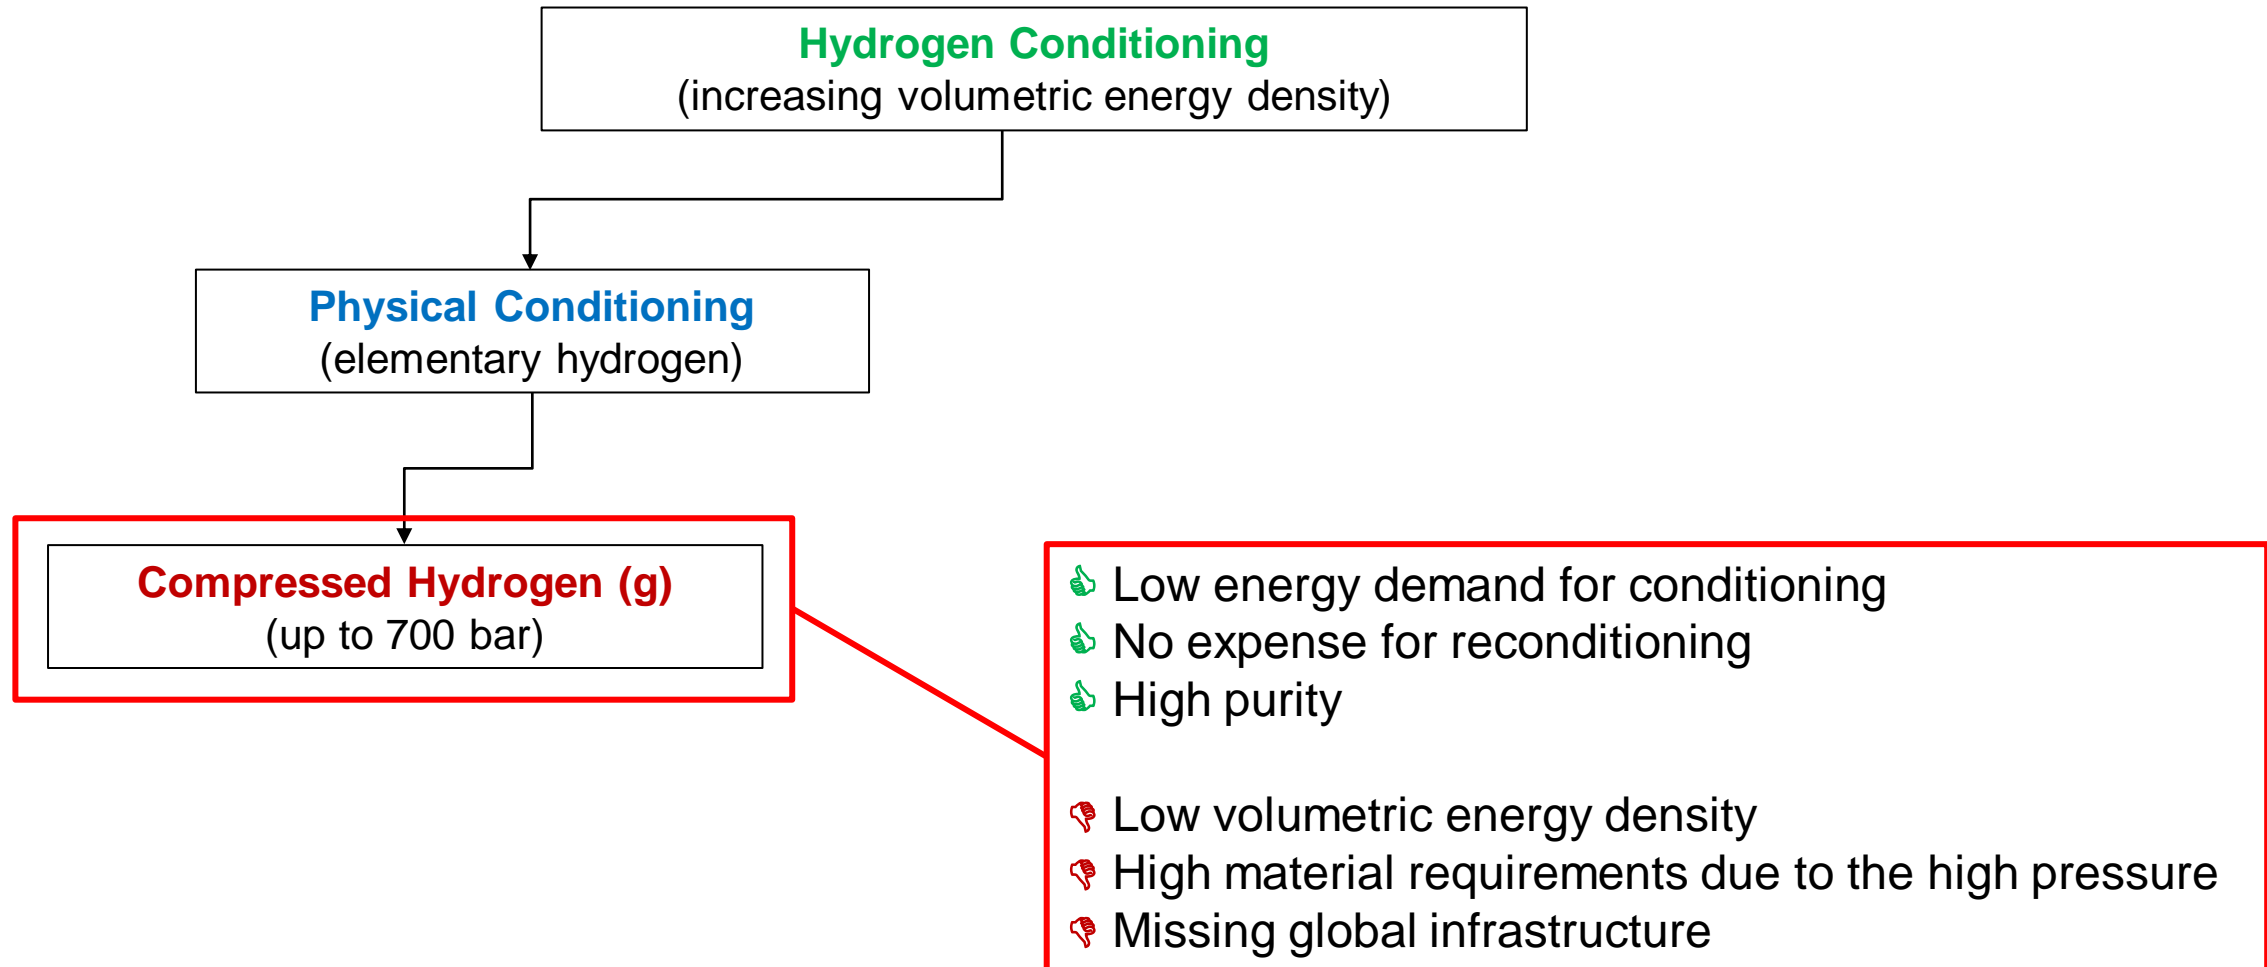 Hydrogen Conditioning
(increasing volumetric energy density)
Physical Conditioning
(elementary hydrogen)
Compressed Hydrogen (g)
(up to 700 bar)
Low energy demand for conditioning
No expense for reconditioning
High purity
Low volumetric energy density
High material requirements due to the high pressure
Missing global infrastructure